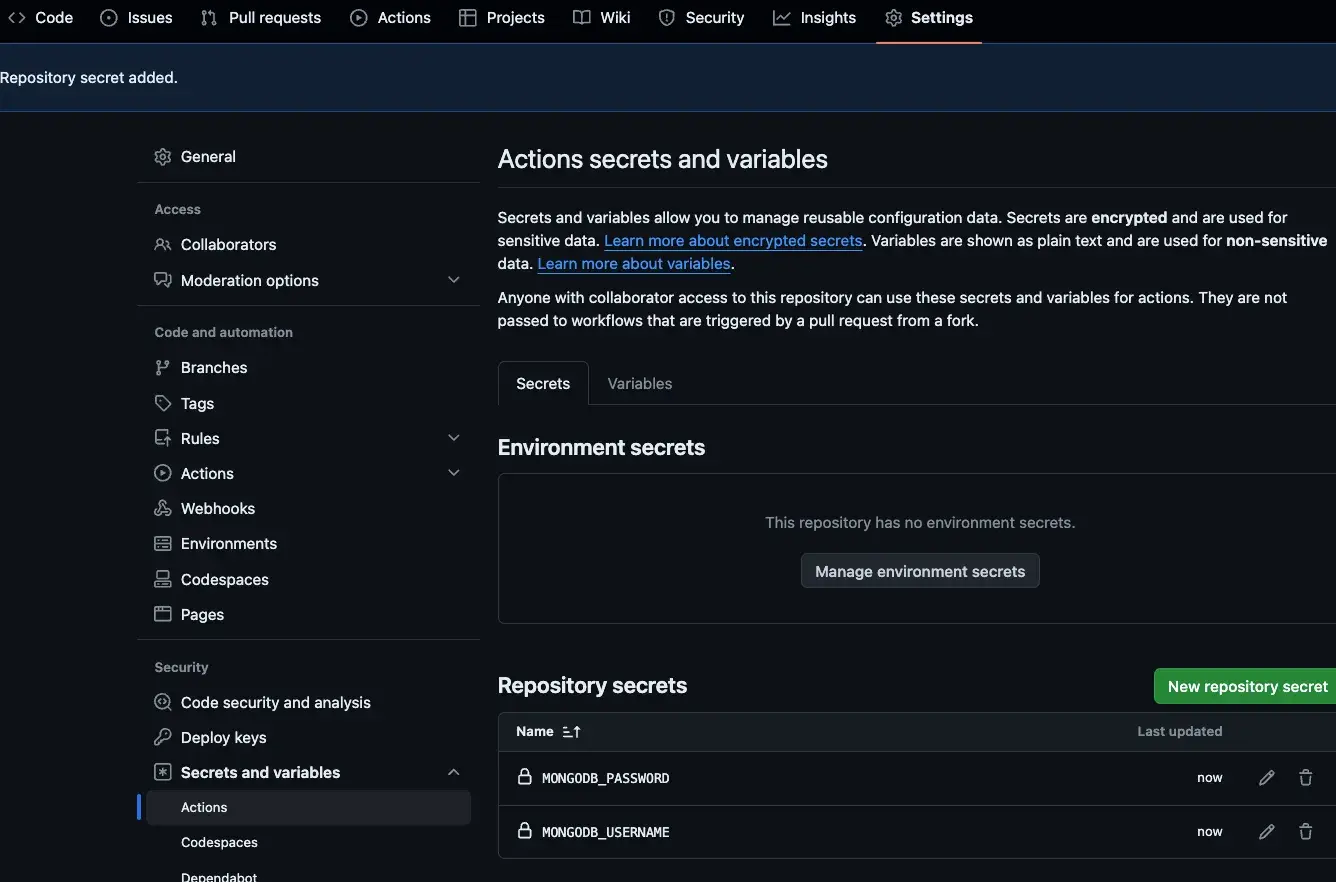 Code Issues Pull requests Actions Projects Wiki Security Insights Settings
Repository secret added.
General
Access
Collaborators
Moderation options
Code and automation
Branches
Tags
Rules
Actions
Webhooks
Environments
Codespaces
Pages
Security
Code security and analysis
Deploy keys
Secrets and variables
Actions
Codespaces
Dependabot
Actions secrets and variables
Secrets and variables allow you to manage reusable configuration data. Secrets are encrypted and are used for
sensitive data. Learn more about encrypted secrets. Variables are shown as plain text and are used for non-sensitive
data. Learn more about variables.
Anyone with collaborator access to this repository can use these secrets and variables for actions. They are not
passed to workflows that are triggered by a pull request from a fork.
Secrets Variables
Environment secrets
This repository has no environment secrets.
Manage environment secrets
Repository secrets
New repository secret
Name Last updated
MONGODB_PASSWORD now
MONGODB_USERNAME now